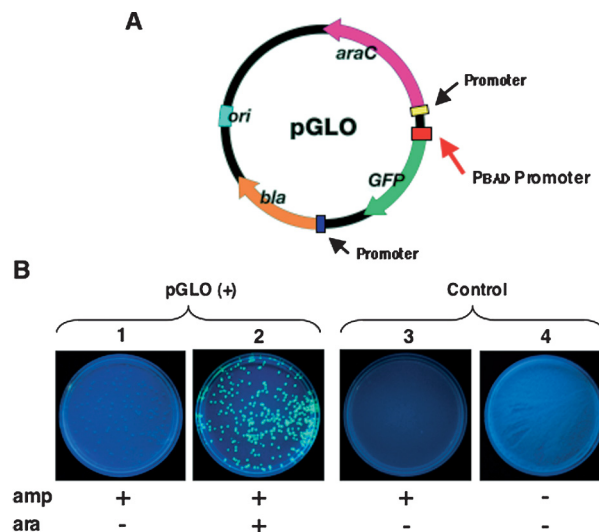 A
araC
Promoter
ori
pGLO
PBAD Promoter
GFP
bla
Promoter
B
pGLO (+) Control
1 2 3 4
amp + + + -
ara - + - -